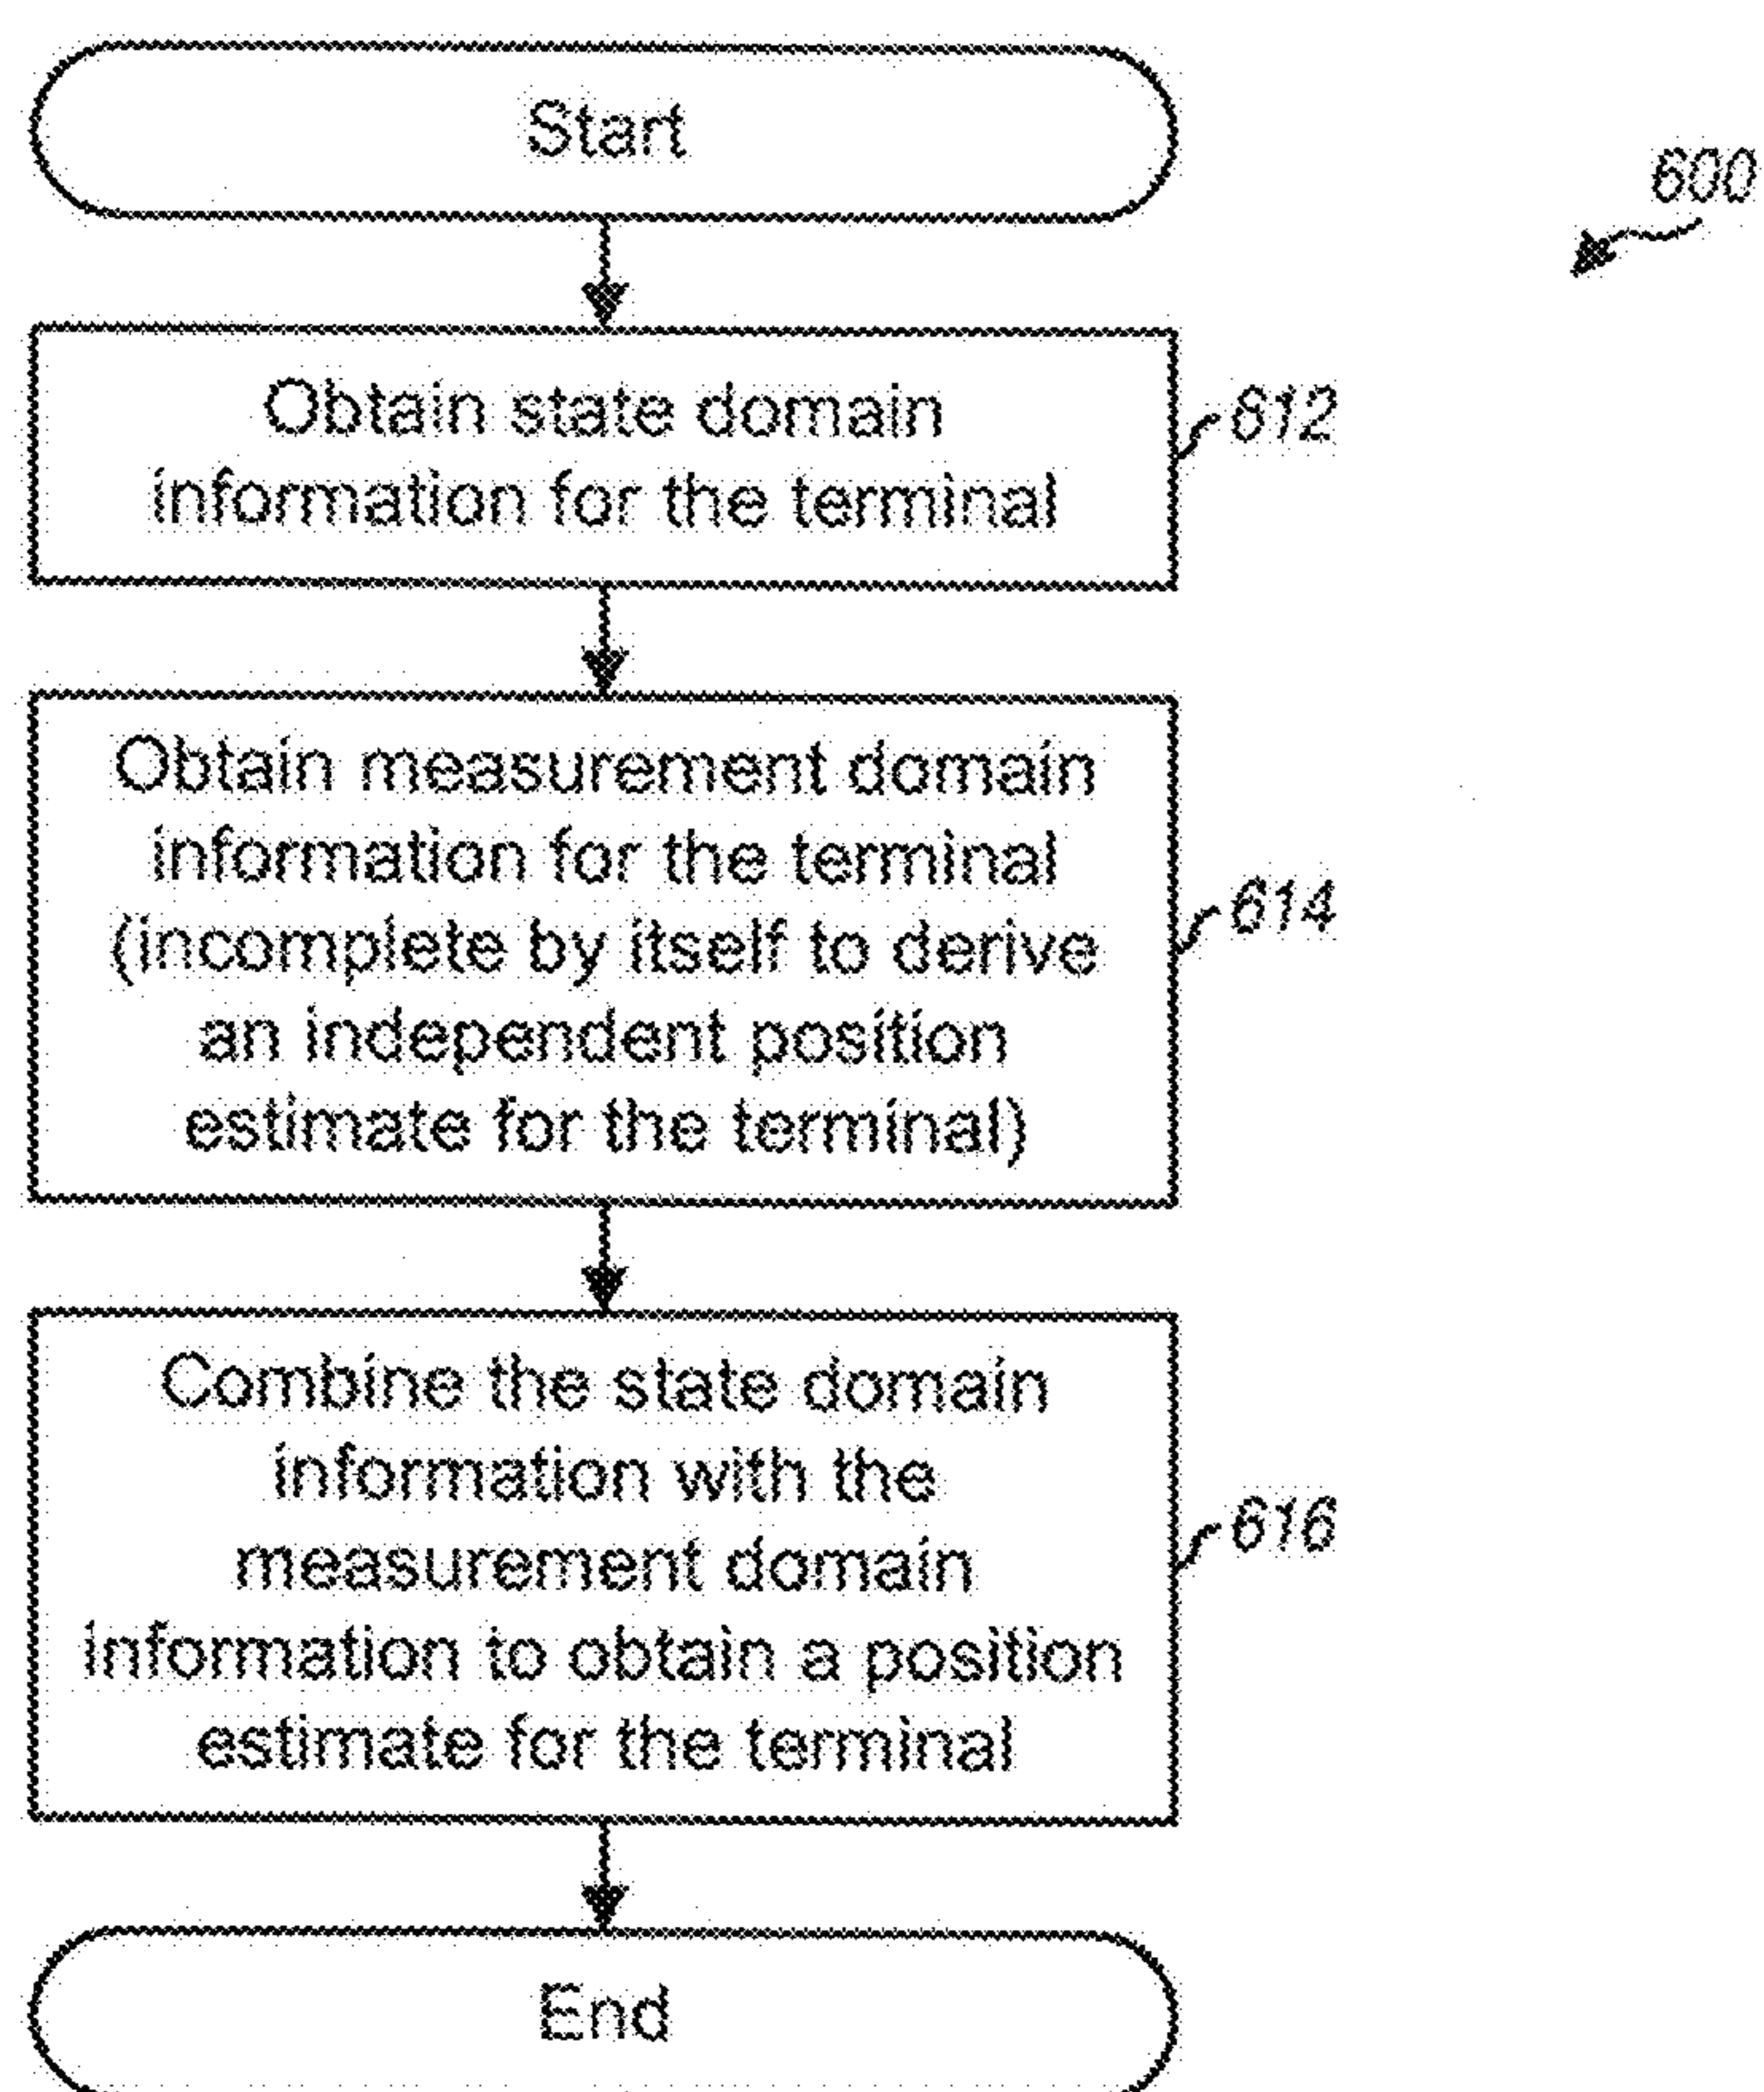 Start
600
Obtain state domain
information for the terminal
612
Obtain measurement domain
information for the terminal
(incomplete by itself to derive
an independent position
estimate for the terminal)
614
Combine the state domain
information with the
measurement domain
information to obtain a position
estimate for the terminal
616
End